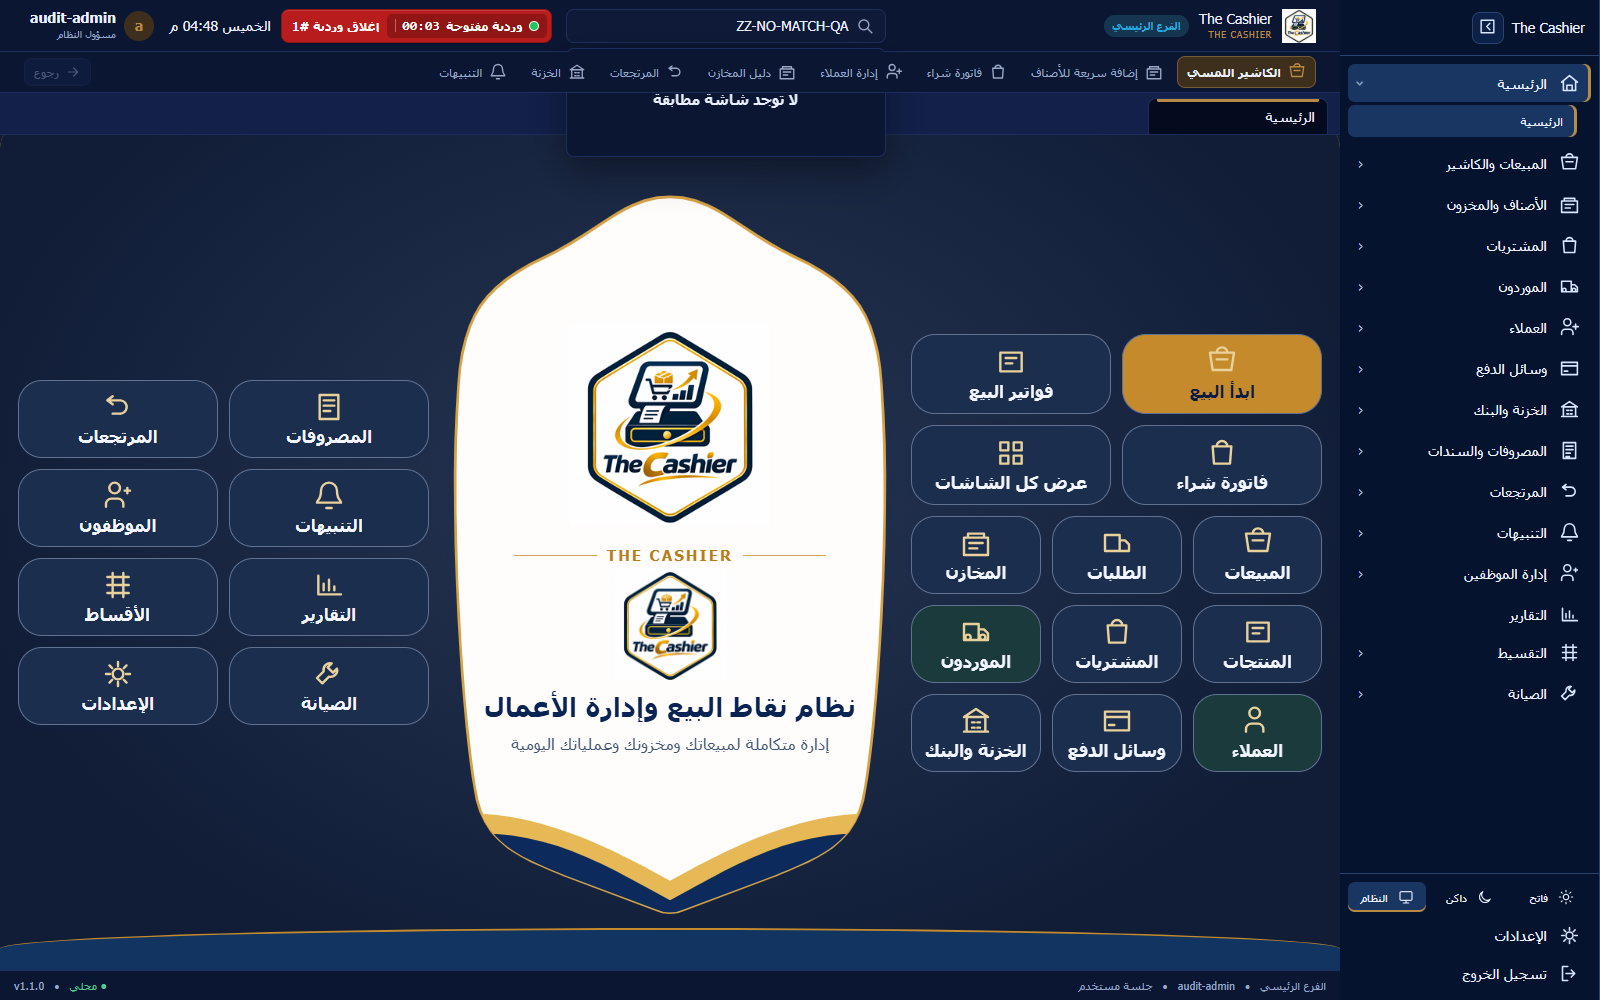 The Cashier
الرئيسية
الرئيسية
المبيعات والكاشير
الأصناف والمخزون
المشتريات
الموردون
العملاء
وسائل الدفع
الخزنة والبنك
المصروفات والسندات
المرتجعات
التنبيهات
إدارة الموظفين
التقارير
التقسيط
الصيانة
فاتح
داكن
النظام
الإعدادات
تسجيل الخروج
The Cashier
THE CASHIER
الفرع الرئيسي
ZZ-NO-MATCH-QA
وردية مفتوحة 00:03 إغلاق وردية #1
الخميس 04:48 م
audit-admin
مسؤول النظام
a
الكاشير اللمسي
إضافة سريعة للأصناف
فاتورة شراء
إدارة العملاء
دليل المخازن
المرتجعات
الخزنة
التنبيهات
رجوع
لا توجد شاشة مطابقة
الرئيسية
ابدأ البيع
فواتير البيع
فاتورة شراء
عرض كل الشاشات
المبيعات
الطلبات
المخازن
المنتجات
المشتريات
الموردون
العملاء
وسائل الدفع
الخزنة والبنك
The Cashier
THE CASHIER
The Cashier
نظام نقاط البيع وإدارة الأعمال
إدارة متكاملة لمبيعاتك ومخزونك وعملياتك اليومية
المصروفات
المرتجعات
التنبيهات
الموظفون
التقارير
الأقساط
الصيانة
الإعدادات
الفرع الرئيسي • audit-admin • جلسة مستخدم
محلي • v1.1.0